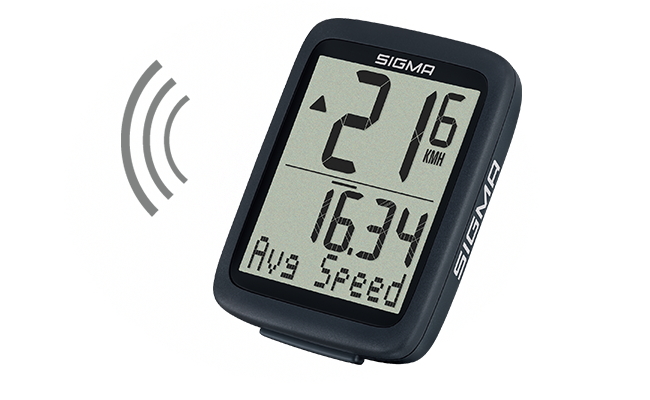 SIGMA
▲ 21 6
KMH
16.34
Avg Speed
SIGMA